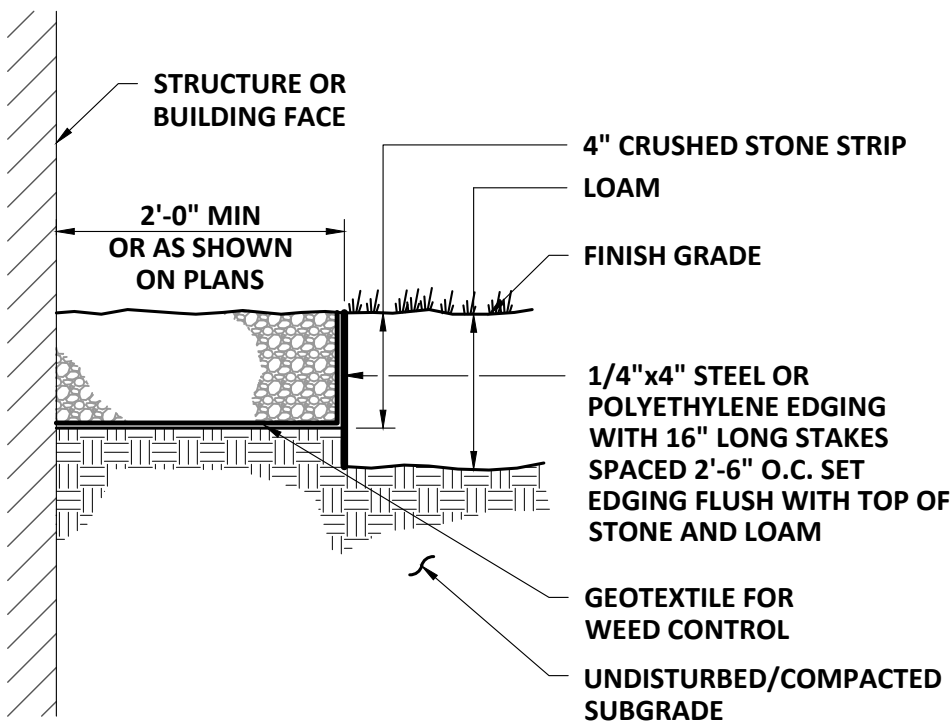 STRUCTURE OR
BUILDING FACE
4" CRUSHED STONE STRIP
LOAM
2'-0" MIN
OR AS SHOWN
ON PLANS
FINISH GRADE
1/4"x4" STEEL OR
POLYETHYLENE EDGING
WITH 16" LONG STAKES
SPACED 2'-6" O.C. SET
EDGING FLUSH WITH TOP OF
STONE AND LOAM
GEOTEXTILE FOR
WEED CONTROL
UNDISTURBED/COMPACTED
SUBGRADE